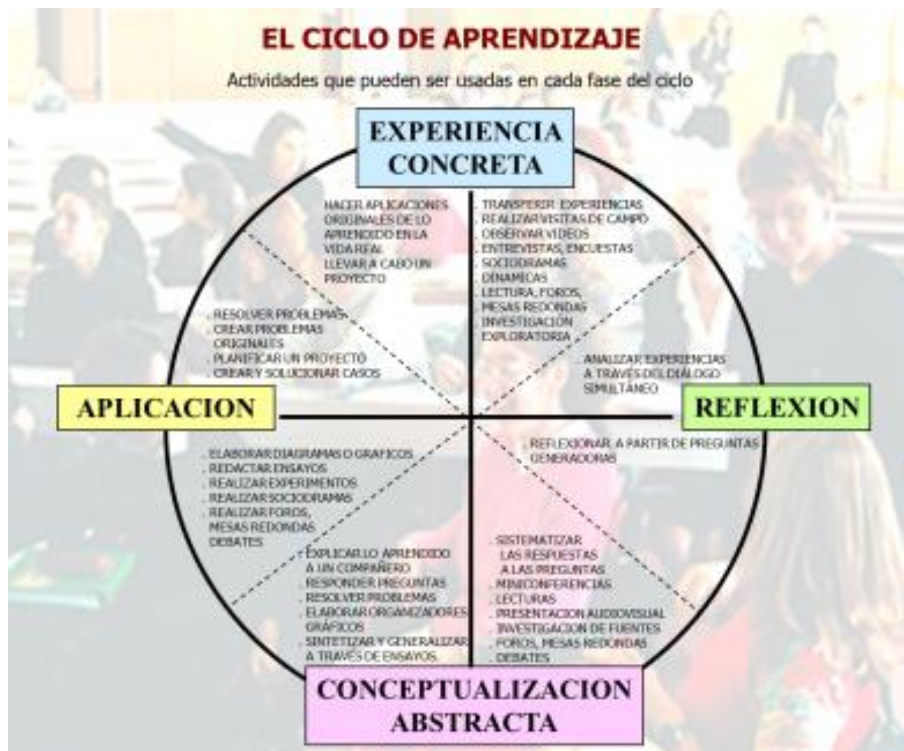 EL CICLO DE APRENDIZAJE
Actividades que pueden ser usadas en cada fase del ciclo
EXPERIENCIA
CONCRETA
HACER APLICACIONES
ORIGINALES DE LO
APRENDIDO EN LA
VIDA REAL
LLEVAR A CABO UN
PROYECTO
. TRANSFERIR EXPERIENCIAS
. REALIZAR VISITAS DE CAMPO
. OBSERVAR VIDEOS
. ENTREVISTAS, ENCUESTAS
. SOCIODRAMAS
. DINAMICAS
. LECTURA, FOROS,
. MESAS REDONDAS
. INVESTIGACIÓN
EXPLORATORIA
. RESOLVER PROBLEMAS
. CREAR PROBLEMAS
ORIGINALES
. PLANIFICAR UN PROYECTO
. CREAR Y SOLUCIONAR CASOS
. ANALIZAR EXPERIENCIAS
A TRAVÉS DEL DIÁLOGO
SIMULTÁNEO
APLICACION
REFLEXION
. ELABORAR DIAGRAMAS O GRAFICOS
. REDACTAR ENSAYOS
. REALIZAR EXPERIMENTOS
. REALIZAR SOCIODRAMAS
. REALIZAR FOROS,
MESAS REDONDAS
DEBATES
. REFLEXIONAR A PARTIR DE PREGUNTAS
GENERADORAS
. EXPLICAR LO APRENDIDO
A UN COMPAÑERO
. RESPONDER PREGUNTAS
. RESOLVER PROBLEMAS
. ELABORAR ORGANIZADORES
GRÁFICOS
. SINTETIZAR Y GENERALIZAR
A TRAVÉS DE ENSAYOS.
. SISTEMATIZAR
LAS RESPUESTAS
A LAS PREGUNTAS
. MINICONFERENCIAS
. LECTURAS
. PRESENTACION AUDIOVISUAL
. INVESTIGACION DE FUENTES
. FOROS, MESAS REDONDAS
. DEBATES
CONCEPTUALIZACION
ABSTRACTA